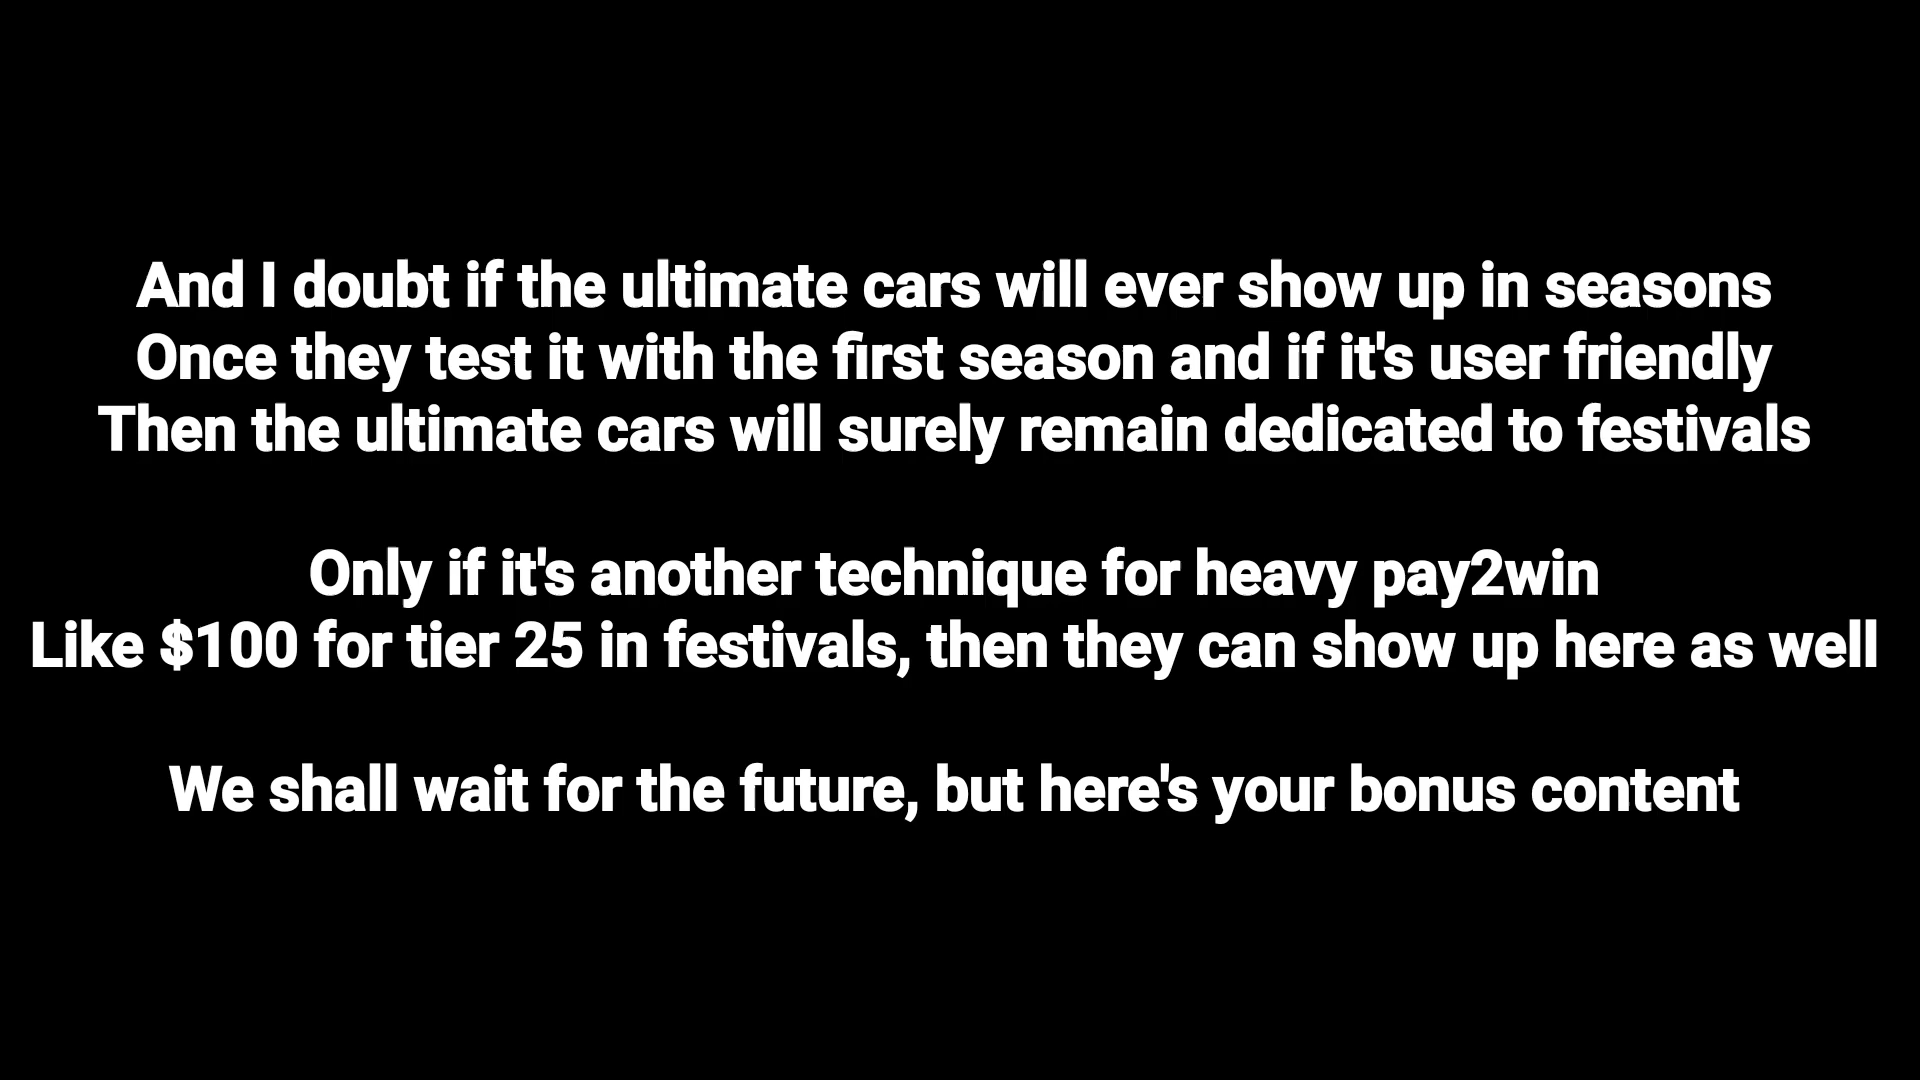 And I doubt if the ultimate cars will ever show up in seasons
Once they test it with the first season and if it's user friendly
Then the ultimate cars will surely remain dedicated to festivals
Only if it's another technique for heavy pay2win
Like $100 for tier 25 in festivals, then they can show up here as well
We shall wait for the future, but here's your bonus content